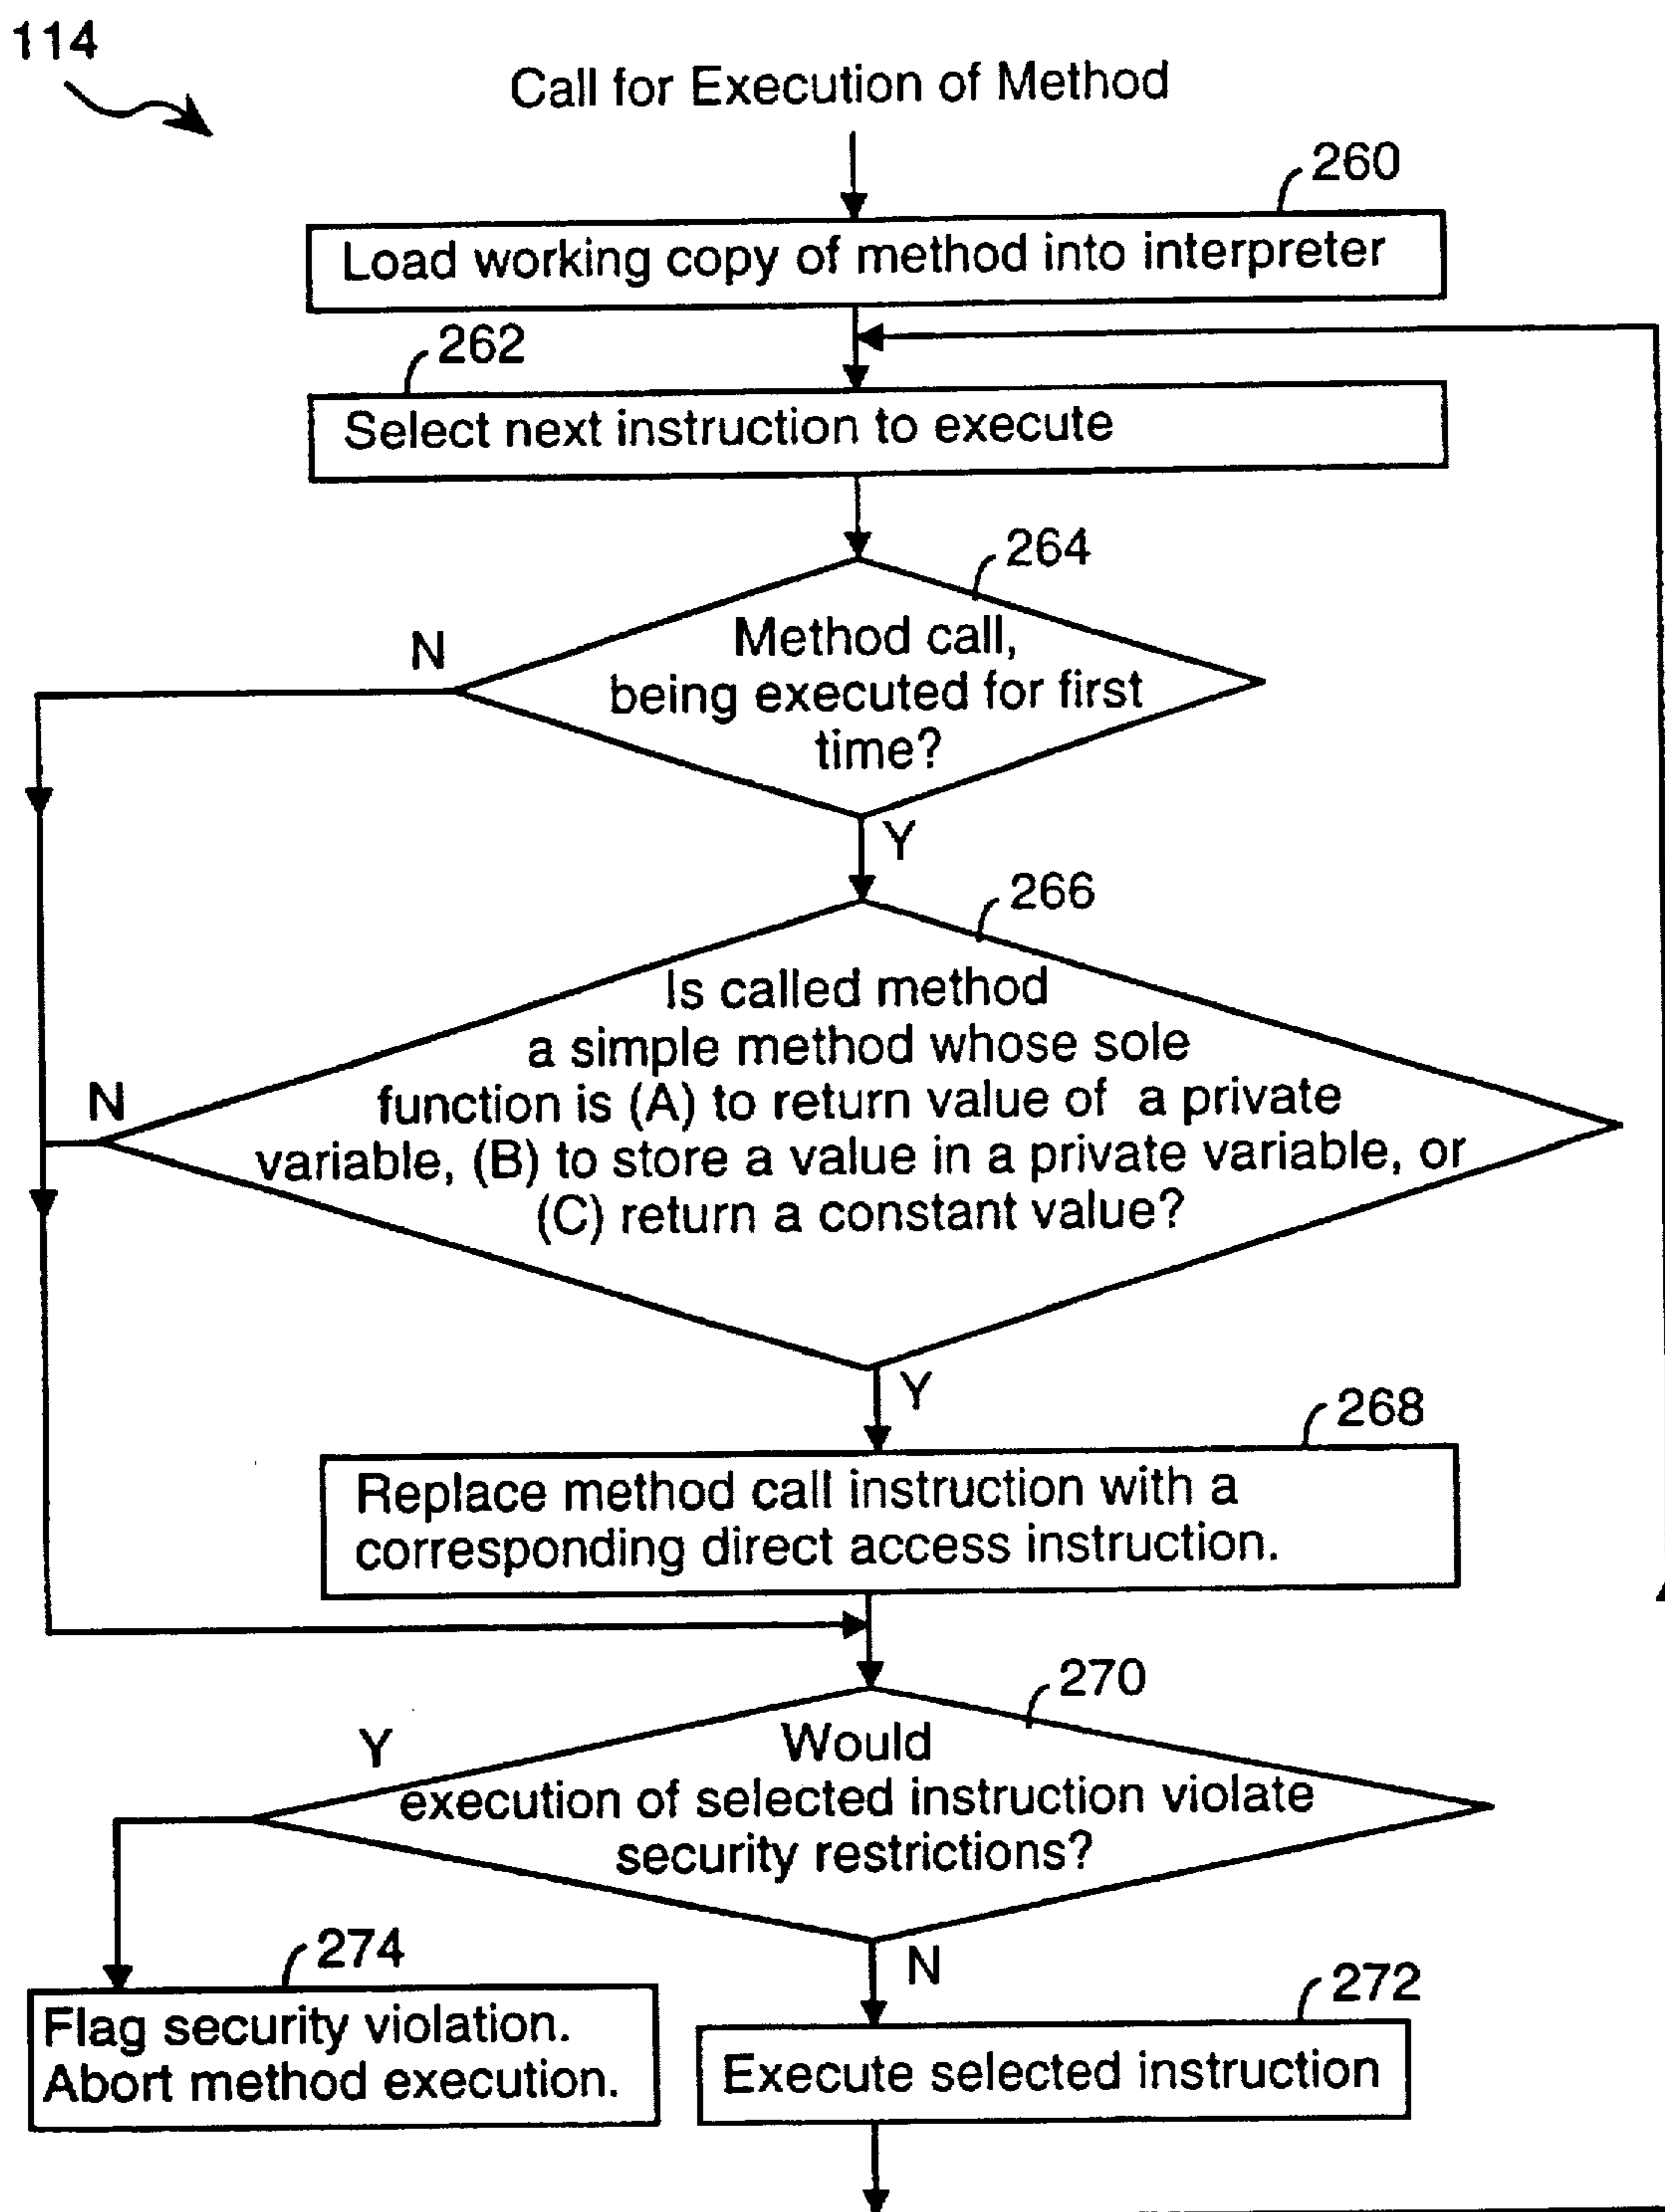 114
Call for Execution of Method
260
Load working copy of method into interpreter
262
Select next instruction to execute
264
Method call,
being executed for first
time?
N
Y
266
Is called method
a simple method whose sole
function is (A) to return value of a private
variable, (B) to store a value in a private variable, or
(C) return a constant value?
N
Y
268
Replace method call instruction with a
corresponding direct access instruction.
270
Would
execution of selected instruction violate
security restrictions?
Y
N
274
Flag security violation.
Abort method execution.
272
Execute selected instruction